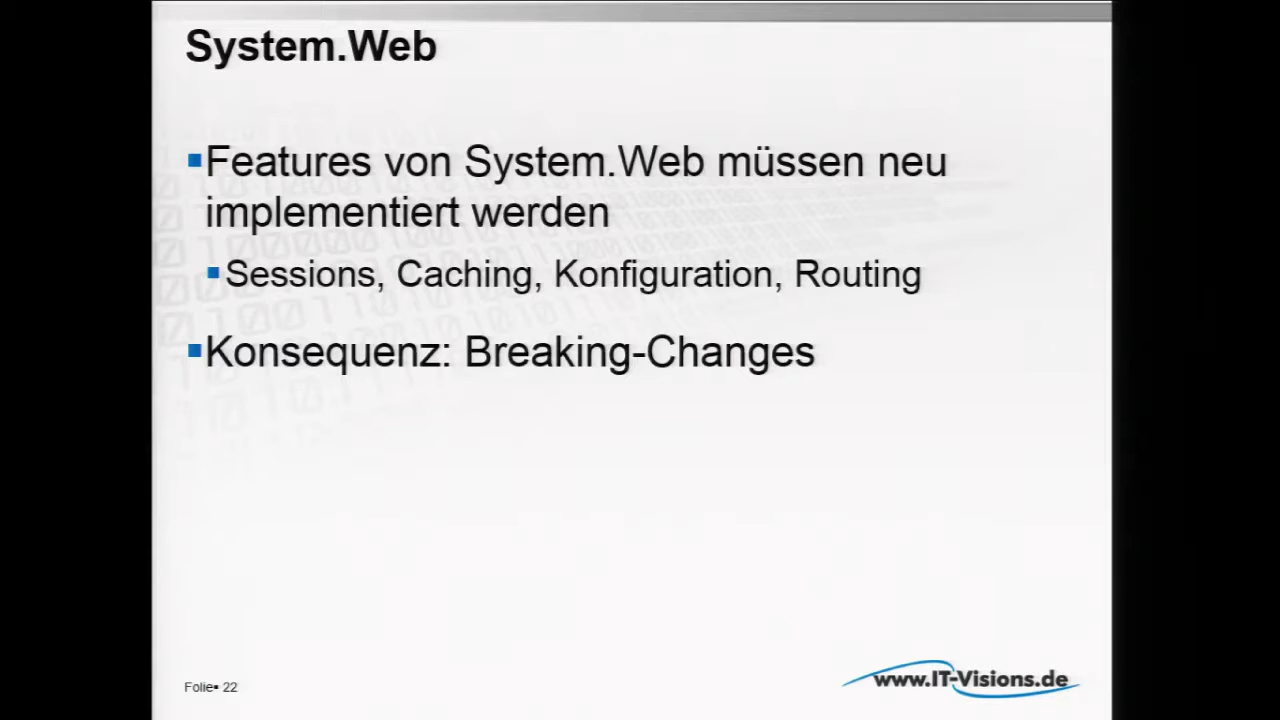 System.Web
▪Features von System.Web müssen neu
implementiert werden
▪Sessions, Caching, Konfiguration, Routing
▪Konsequenz: Breaking-Changes
Folie▪ 22
www.IT-Visions.de